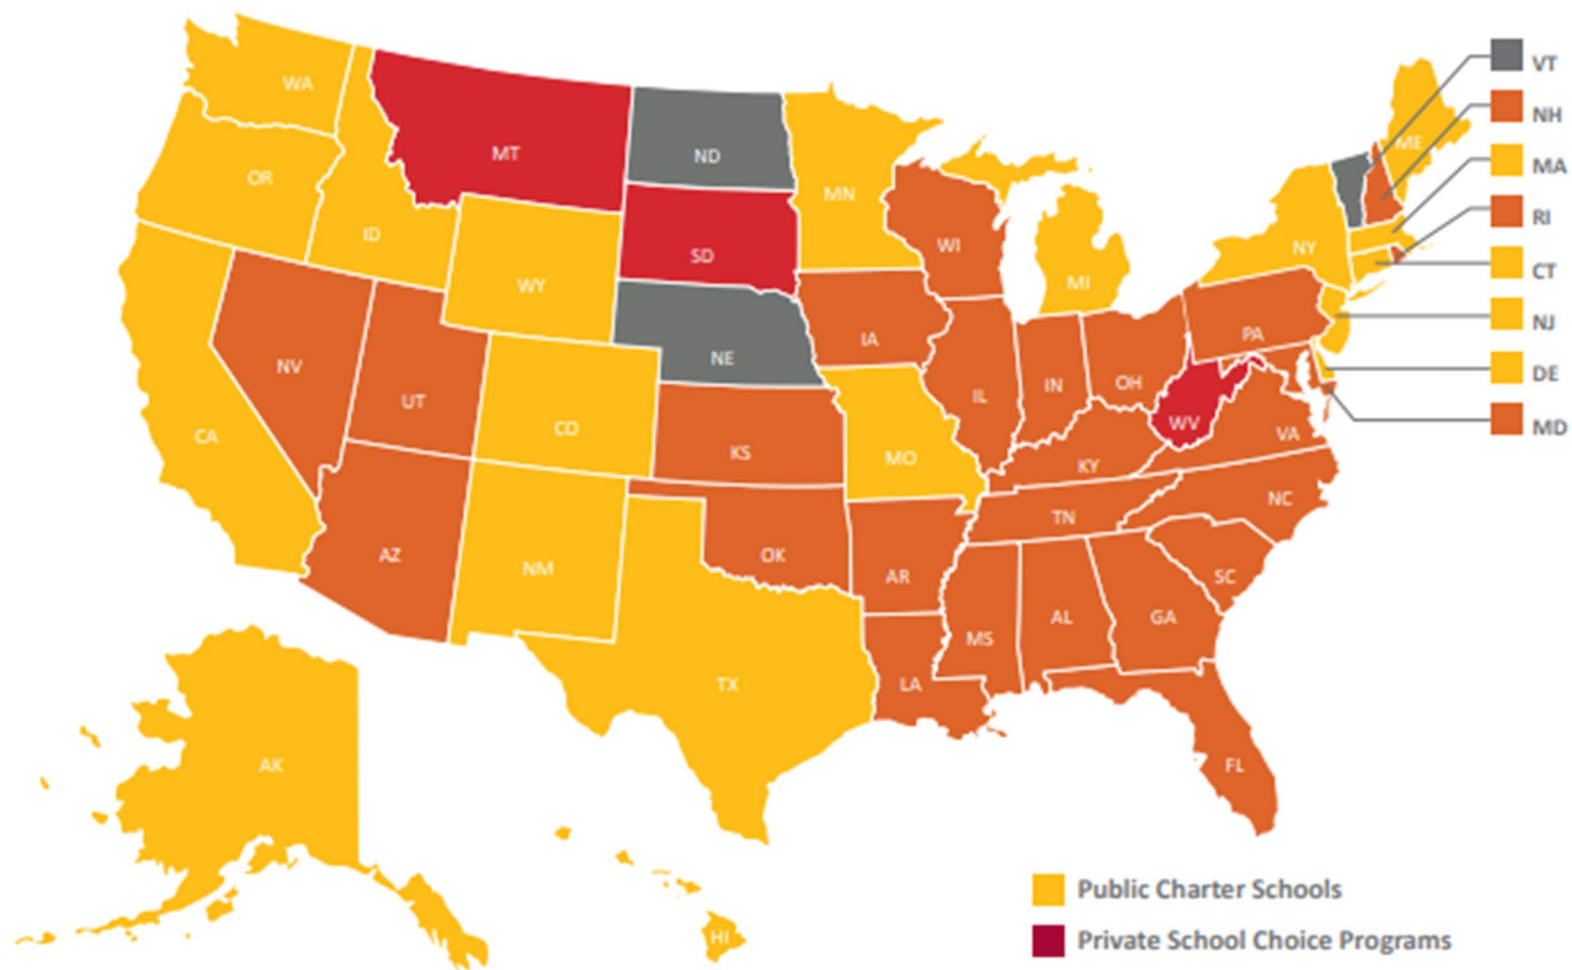 WA
MT
ND
VT
NH
MA
RI
CT
NJ
DE
MD
ME
OR
ID
MN
WI
SD
WY
NY
MI
NV
UT
NE
IA
PA
IL
IN
OH
CA
CO
KS
MO
WV
VA
KY
NC
TN
AZ
NM
OK
AR
SC
MS
AL
GA
TX
LA
AK
FL
HI
Public Charter Schools
Private School Choice Programs